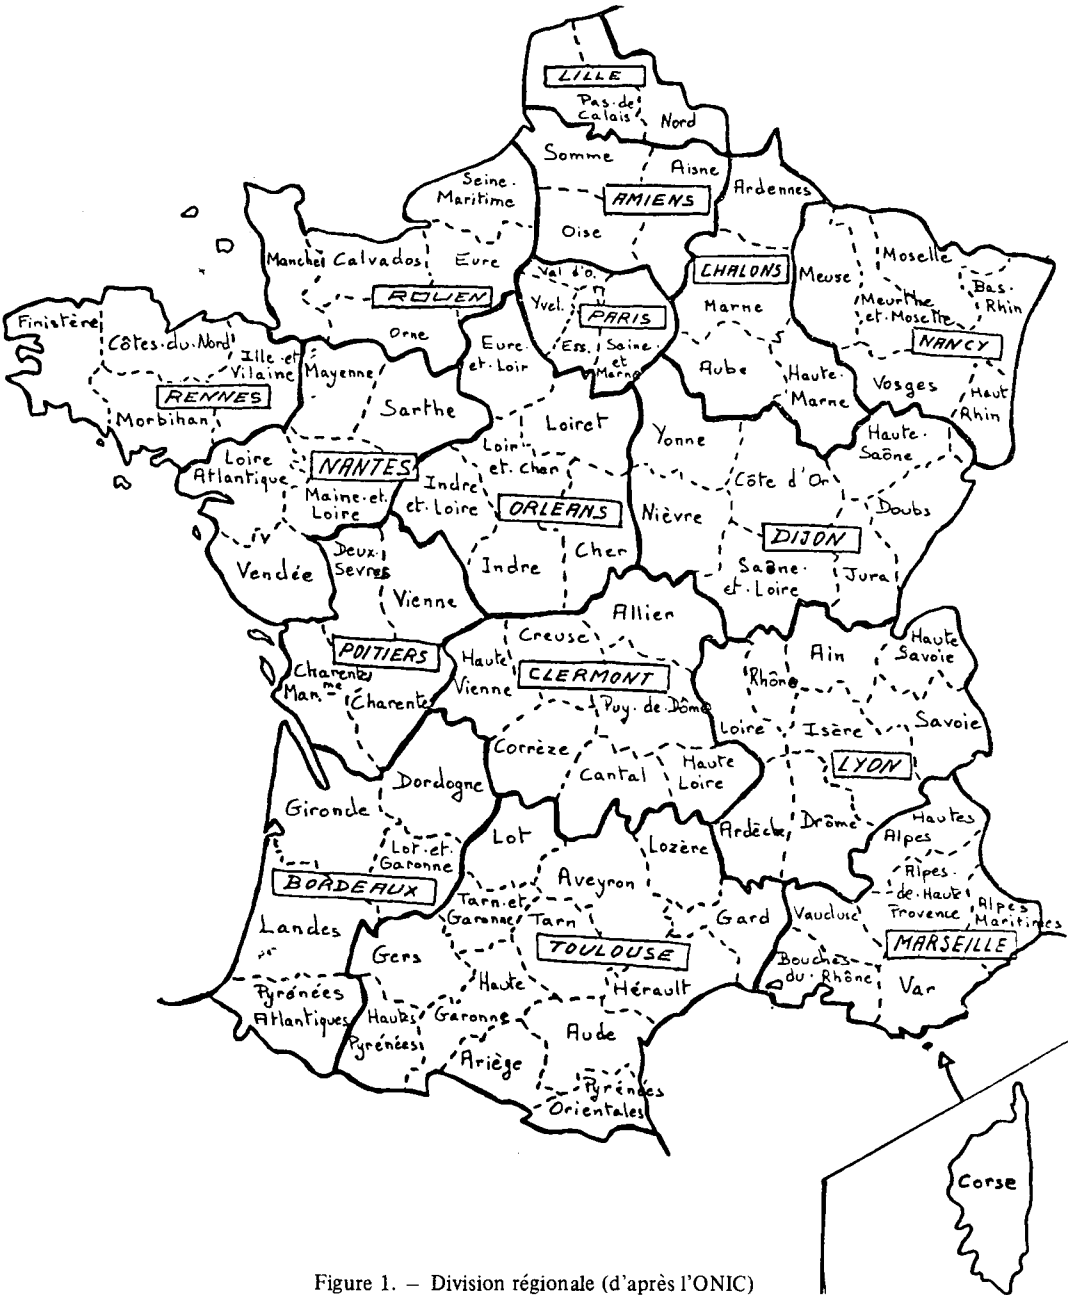 LILLE
Pas-de
Calais
Nord
Somme
Aisne
AMIENS
Oise
Ardennes
Seine-
Maritime
Manche
Calvados
Eure
ROUEN
Orne
Val d'O.
Yvel.
PARIS
Ess.
Seine
et
Marne
CHALONS
Marne
Aube
Haute-
Marne
Meuse
Moselle
Meurthe
et-Moselle
Bas-
Rhin
NANCY
Vosges
Haut
Rhin
Finistère
Côtes-du-Nord
Ille-et
Vilaine
RENNES
Morbihan
Mayenne
Sarthe
Loire
Atlantique
NANTES
Maine-et-
Loire
Vendée
Eure-
et-Loir
Loiret
Loir
et-Cher
Indre
et-Loire
ORLEANS
Indre
Cher
Yonne
Côte d'Or
Haute-
Saône
Nièvre
DIJON
Doubs
Saône-
et-Loire
Jura
Deux-
Sevres
Vienne
POITIERS
Charente
Mar.me
Charente
Allier
Creuse
Haute
Vienne
CLERMONT
Puy-de-Dôme
Corrèze
Cantal
Haute
Loire
Rhône
Ain
Haute
Savoie
Loire
Isère
Savoie
LYON
Ardèche
Drôme
Gironde
Dordogne
Lot-et-
Garonne
BORDEAUX
Landes
Pyrénées
Atlantiques
Lot
Aveyron
Lozère
Tarn-et
Garonne
Tarn
Gard
TOULOUSE
Gers
Haute
Garonne
Hérault
Hautes
Pyrénées
Ariège
Aude
Pyrénées
Orientales
Hautes
Alpes
Alpes-
de-Haute
Provence
Alpes
Maritimes
Vaucluse
MARSEILLE
Bouches
du-Rhône
Var
Corse
Figure 1. – Division régionale (d'après l'ONIC)